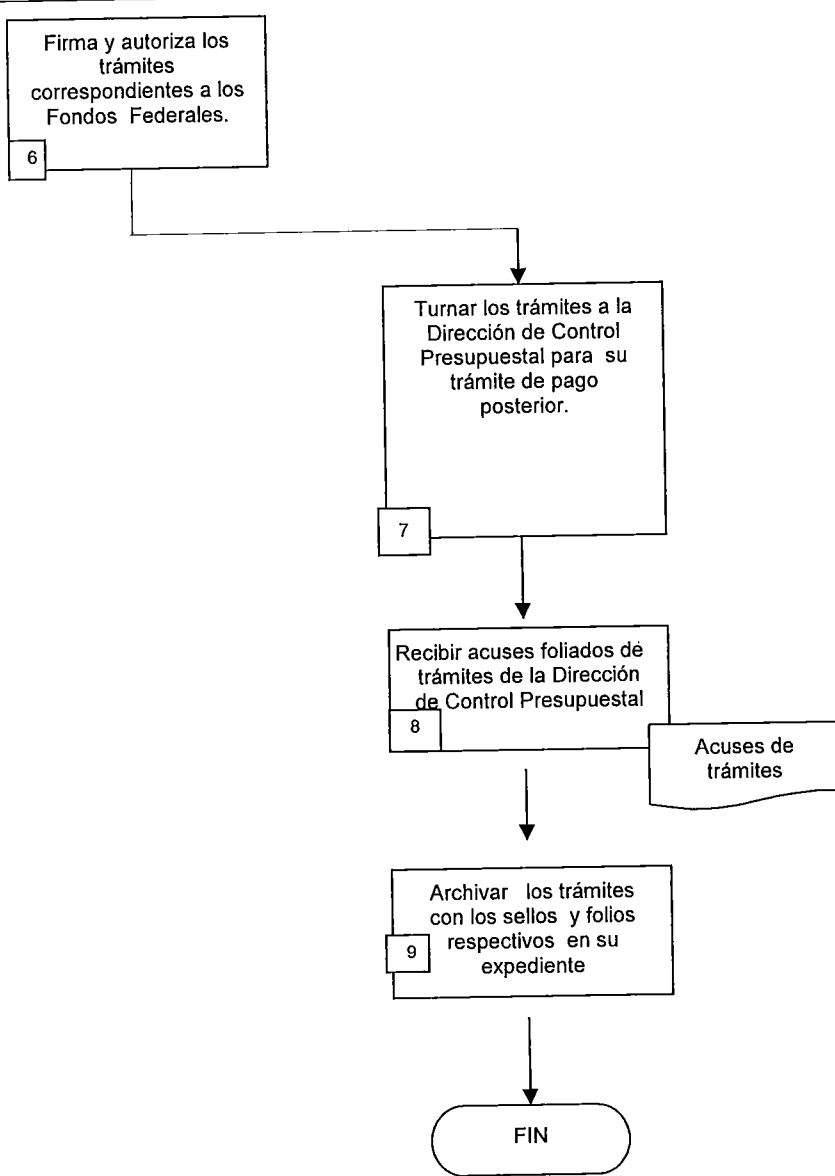 Firma y autoriza los
trámites
correspondientes a los
Fondos Federales.
6
Turnar los trámites a la
Dirección de Control
Presupuestal para su
trámite de pago
posterior.
7
Recibir acuses foliados de
trámites de la Dirección
de Control Presupuestal
8
Acuses de
trámites
Archivar los trámites
con los sellos y folios
respectivos en su
expediente
9
FIN